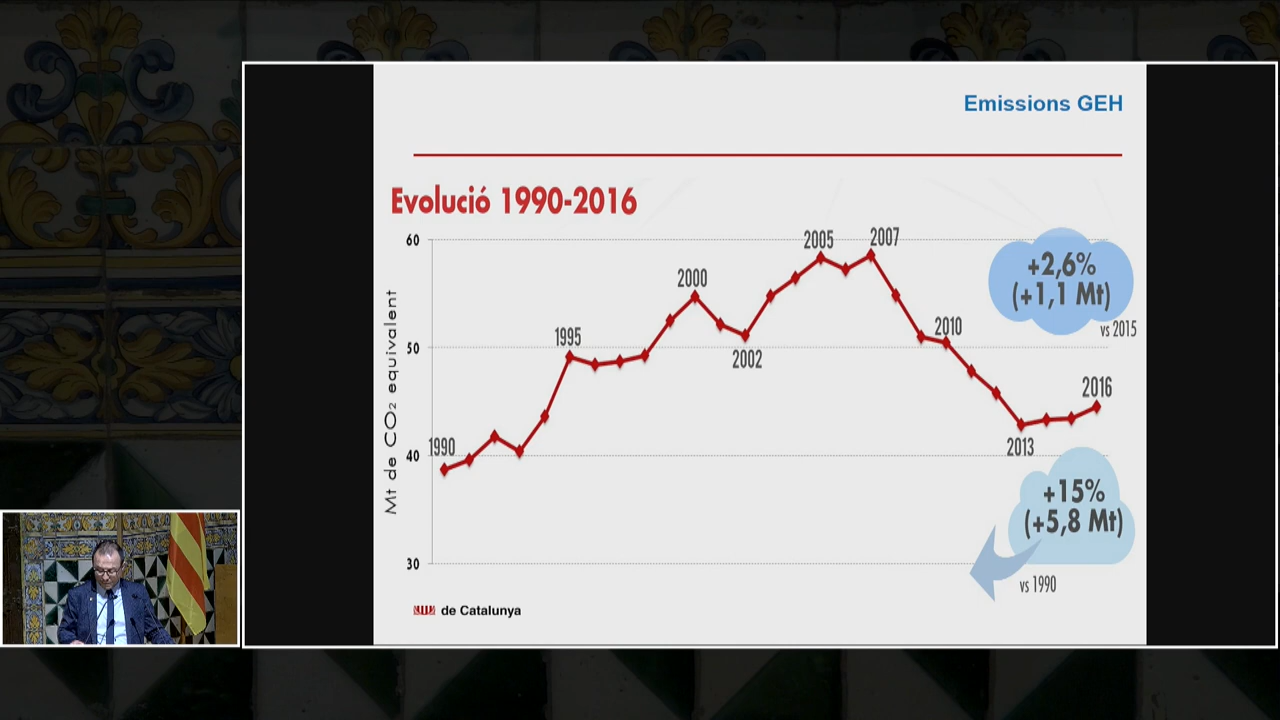 Emissions GEH
Evolució 1990-2016
60
50
40
30
Mt de CO₂ equivalent
1990
1995
2000
2002
2005
2007
2010
2013
2016
+2,6%
(+1,1 Mt)
vs 2015
+15%
(+5,8 Mt)
vs 1990
de Catalunya